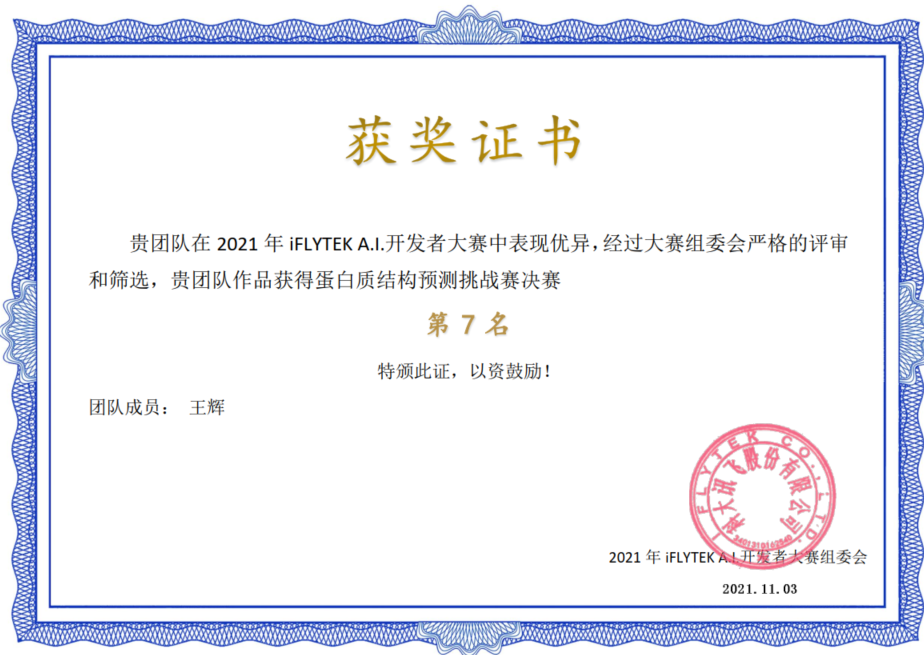 获奖证书
贵团队在 2021 年 iFLYTEK A.I.开发者大赛中表现优异，经过大赛组委会严格的评审
和筛选，贵团队作品获得蛋白质结构预测挑战赛决赛
第 7 名
特颁此证，以资鼓励！
团队成员： 王辉
IFLYTEK CO.,LTD.
科大讯飞股份有限公司
2021 年 iFLYTEK A.I.开发者大赛组委会
2021.11.03